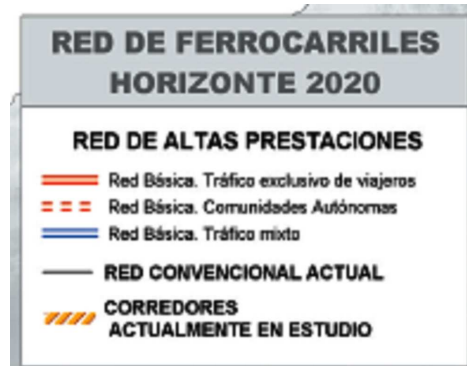 RED DE FERROCARRILES
HORIZONTE 2020
RED DE ALTAS PRESTACIONES
Red Básica. Tráfico exclusivo de viajeros
Red Básica. Comunidades Autónomas
Red Básica. Tráfico mixto
RED CONVENCIONAL ACTUAL
CORREDORES
ACTUALMENTE EN ESTUDIO